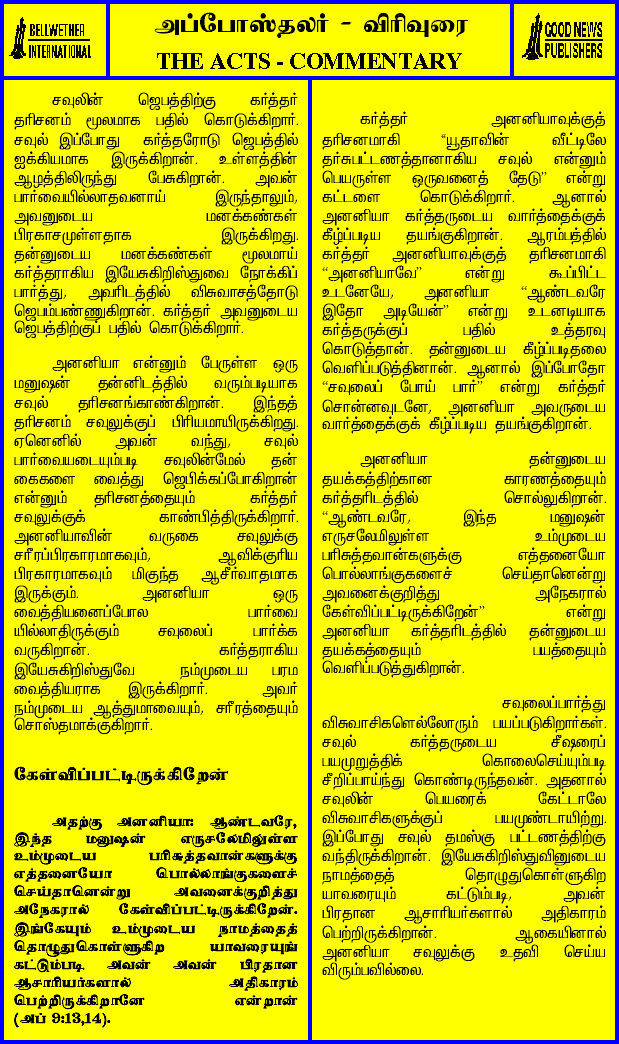 BELLWETHER
INTERNATIONAL
அப்போஸ்தலர் - விரிவுரை
THE ACTS - COMMENTARY
GOOD NEWS
PUBLISHERS
சவுலின் ஜெபத்திற்கு கர்த்தர்
தரிசனம் மூலமாக பதில் கொடுக்கிறார்.
சவுல் இப்போது கர்த்தரோடு ஜெபத்தில்
ஐக்கியமாக இருக்கிறான். உள்ளத்தின்
ஆழத்திலிருந்து பேசுகிறான். அவன்
பார்வையில்லாதவனாய் இருந்தாலும்,
அவனுடைய மனக்கண்கள்
பிரகாசமுள்ளதாக இருக்கிறது.
தன்னுடைய மனக்கண்கள் மூலமாய்
கர்த்தராகிய இயேசுகிறிஸ்துவை நோக்கிப்
பார்த்து, அவரிடத்தில் விசுவாசத்தோடு
ஜெபம்பண்ணுகிறான். கர்த்தர் அவனுடைய
ஜெபத்திற்குப் பதில் கொடுக்கிறார்.
அனனியா என்னும் பேருள்ள ஒரு
மனுஷன் தன்னிடத்தில் வரும்படியாக
சவுல் தரிசனங்காண்கிறான். இந்தத்
தரிசனம் சவுலுக்குப் பிரியமாயிருக்கிறது.
ஏனெனில் அவன் வந்து, சவுல்
பார்வையடையும்படி சவுலின்மேல் தன்
கைகளை வைத்து ஜெபிக்கப்போகிறான்
என்னும் தரிசனத்தையும் கர்த்தர்
சவுலுக்குக் காண்பித்திருக்கிறார்.
அனனியாவின் வருகை சவுலுக்கு
சரீரப்பிரகாரமாகவும், ஆவிக்குரிய
பிரகாரமாகவும் மிகுந்த ஆசீர்வாதமாக
இருக்கும். அனனியா ஒரு
வைத்தியனைப்போல பார்வை
யில்லாதிருக்கும் சவுலைப் பார்க்க
வருகிறான். கர்த்தராகிய
இயேசுகிறிஸ்துவே நம்முடைய பரம
வைத்தியராக இருக்கிறார். அவர்
நம்முடைய ஆத்துமாவையும், சரீரத்தையும்
சொஸ்தமாக்குகிறார்.
கேள்விப்பட்டிருக்கிறேன்
அதற்கு அனனியா: ஆண்டவரே,
இந்த மனுஷன் எருசலேமிலுள்ள
உம்முடைய பரிசுத்தவான்களுக்கு
எத்தனையோ பொல்லாங்குகளைச்
செய்தானென்று அவனைக்குறித்து
அநேகரால் கேள்விப்பட்டிருக்கிறேன்.
இங்கேயும் உம்முடைய நாமத்தைத்
தொழுதுகொள்ளுகிற யாவரையுங்
கட்டும்படி அவன் அவன் பிரதான
ஆசாரியர்களால் அதிகாரம்
பெற்றிருக்கிறானே என்றான்
(அப் 9:13,14).
கர்த்தர் அனனியாவுக்குத்
தரிசனமாகி “யூதாவின் வீட்டிலே
தர்சுபட்டணத்தானாகிய சவுல் என்னும்
பெயருள்ள ஒருவனைத் தேடு” என்று
கட்டளை கொடுக்கிறார். ஆனால்
அனனியா கர்த்தருடைய வார்த்தைக்குக்
கீழ்ப்படிய தயங்குகிறான். ஆரம்பத்தில்
கர்த்தர் அனனியாவுக்குத் தரிசனமாகி
“அனனியாவே” என்று கூப்பிட்ட
உடனேயே, அனனியா “ஆண்டவரே
இதோ அடியேன்” என்று உடனடியாக
கர்த்தருக்குப் பதில் உத்தரவு
கொடுத்தான். தன்னுடைய கீழ்ப்படிதலை
வெளிப்படுத்தினான். ஆனால் இப்போதோ
“சவுலைப் போய் பார்” என்று கர்த்தர்
சொன்னவுடனே, அனனியா அவருடைய
வார்த்தைக்குக் கீழ்ப்படிய தயங்குகிறான்.
அனனியா தன்னுடைய
தயக்கத்திற்கான காரணத்தையும்
கர்த்தரிடத்தில் சொல்லுகிறான்.
“ஆண்டவரே, இந்த மனுஷன்
எருசலேமிலுள்ள உம்முடைய
பரிசுத்தவான்களுக்கு எத்தனையோ
பொல்லாங்குகளைச் செய்தானென்று
அவனைக்குறித்து அநேகரால்
கேள்விப்பட்டிருக்கிறேன்” என்று
அனனியா கர்த்தரிடத்தில் தன்னுடைய
தயக்கத்தையும் பயத்தையும்
வெளிப்படுத்துகிறான்.
சவுலைப்பார்த்து
விசுவாசிகளெல்லோரும் பயப்படுகிறார்கள்.
சவுல் கர்த்தருடைய சீஷரைப்
பயமுறுத்திக் கொலைசெய்யும்படி
சீறிப்பாய்ந்து கொண்டிருந்தவன். அதனால்
சவுலின் பெயரைக் கேட்டாலே
விசுவாசிகளுக்குப் பயமுண்டாயிற்று.
இப்போது சவுல் தமஸ்கு பட்டணத்திற்கு
வந்திருக்கிறான். இயேசுகிறிஸ்துவினுடைய
நாமத்தைத் தொழுதுகொள்ளுகிற
யாவரையும் கட்டும்படி, அவன்
பிரதான ஆசாரியர்களால் அதிகாரம்
பெற்றிருக்கிறான். ஆகையினால்
அனனியா சவுலுக்கு உதவி செய்ய
விரும்பவில்லை.